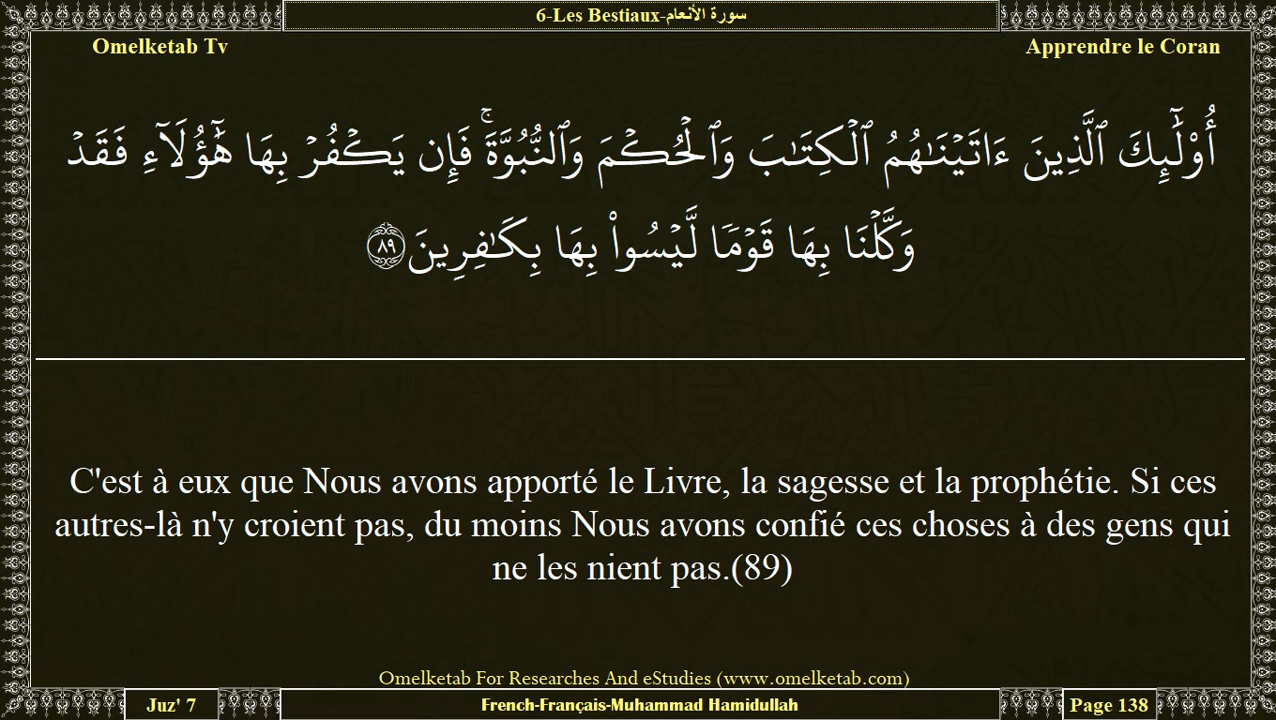 6-Les Bestiaux-سورة الأنعام
Omelketab Tv
Apprendre le Coran
أُوْلَٰٓئِكَ ٱلَّذِينَ ءَاتَيۡنَٰهُمُ ٱلۡكِتَٰبَ وَٱلۡحُكۡمَ وَٱلنُّبُوَّةَۚ فَإِن يَكۡفُرۡ بِهَا هَٰٓؤُلَآءِ فَقَدۡ
وَكَّلۡنَا بِهَا قَوۡمٗا لَّيۡسُواْ بِهَا بِكَٰفِرِينَ ٨٩
C'est à eux que Nous avons apporté le Livre, la sagesse et la prophétie. Si ces
autres-là n'y croient pas, du moins Nous avons confié ces choses à des gens qui
ne les nient pas.(89)
Omelketab For Researches And eStudies (www.omelketab.com)
Juz' 7
French-Français-Muhammad Hamidullah
Page 138